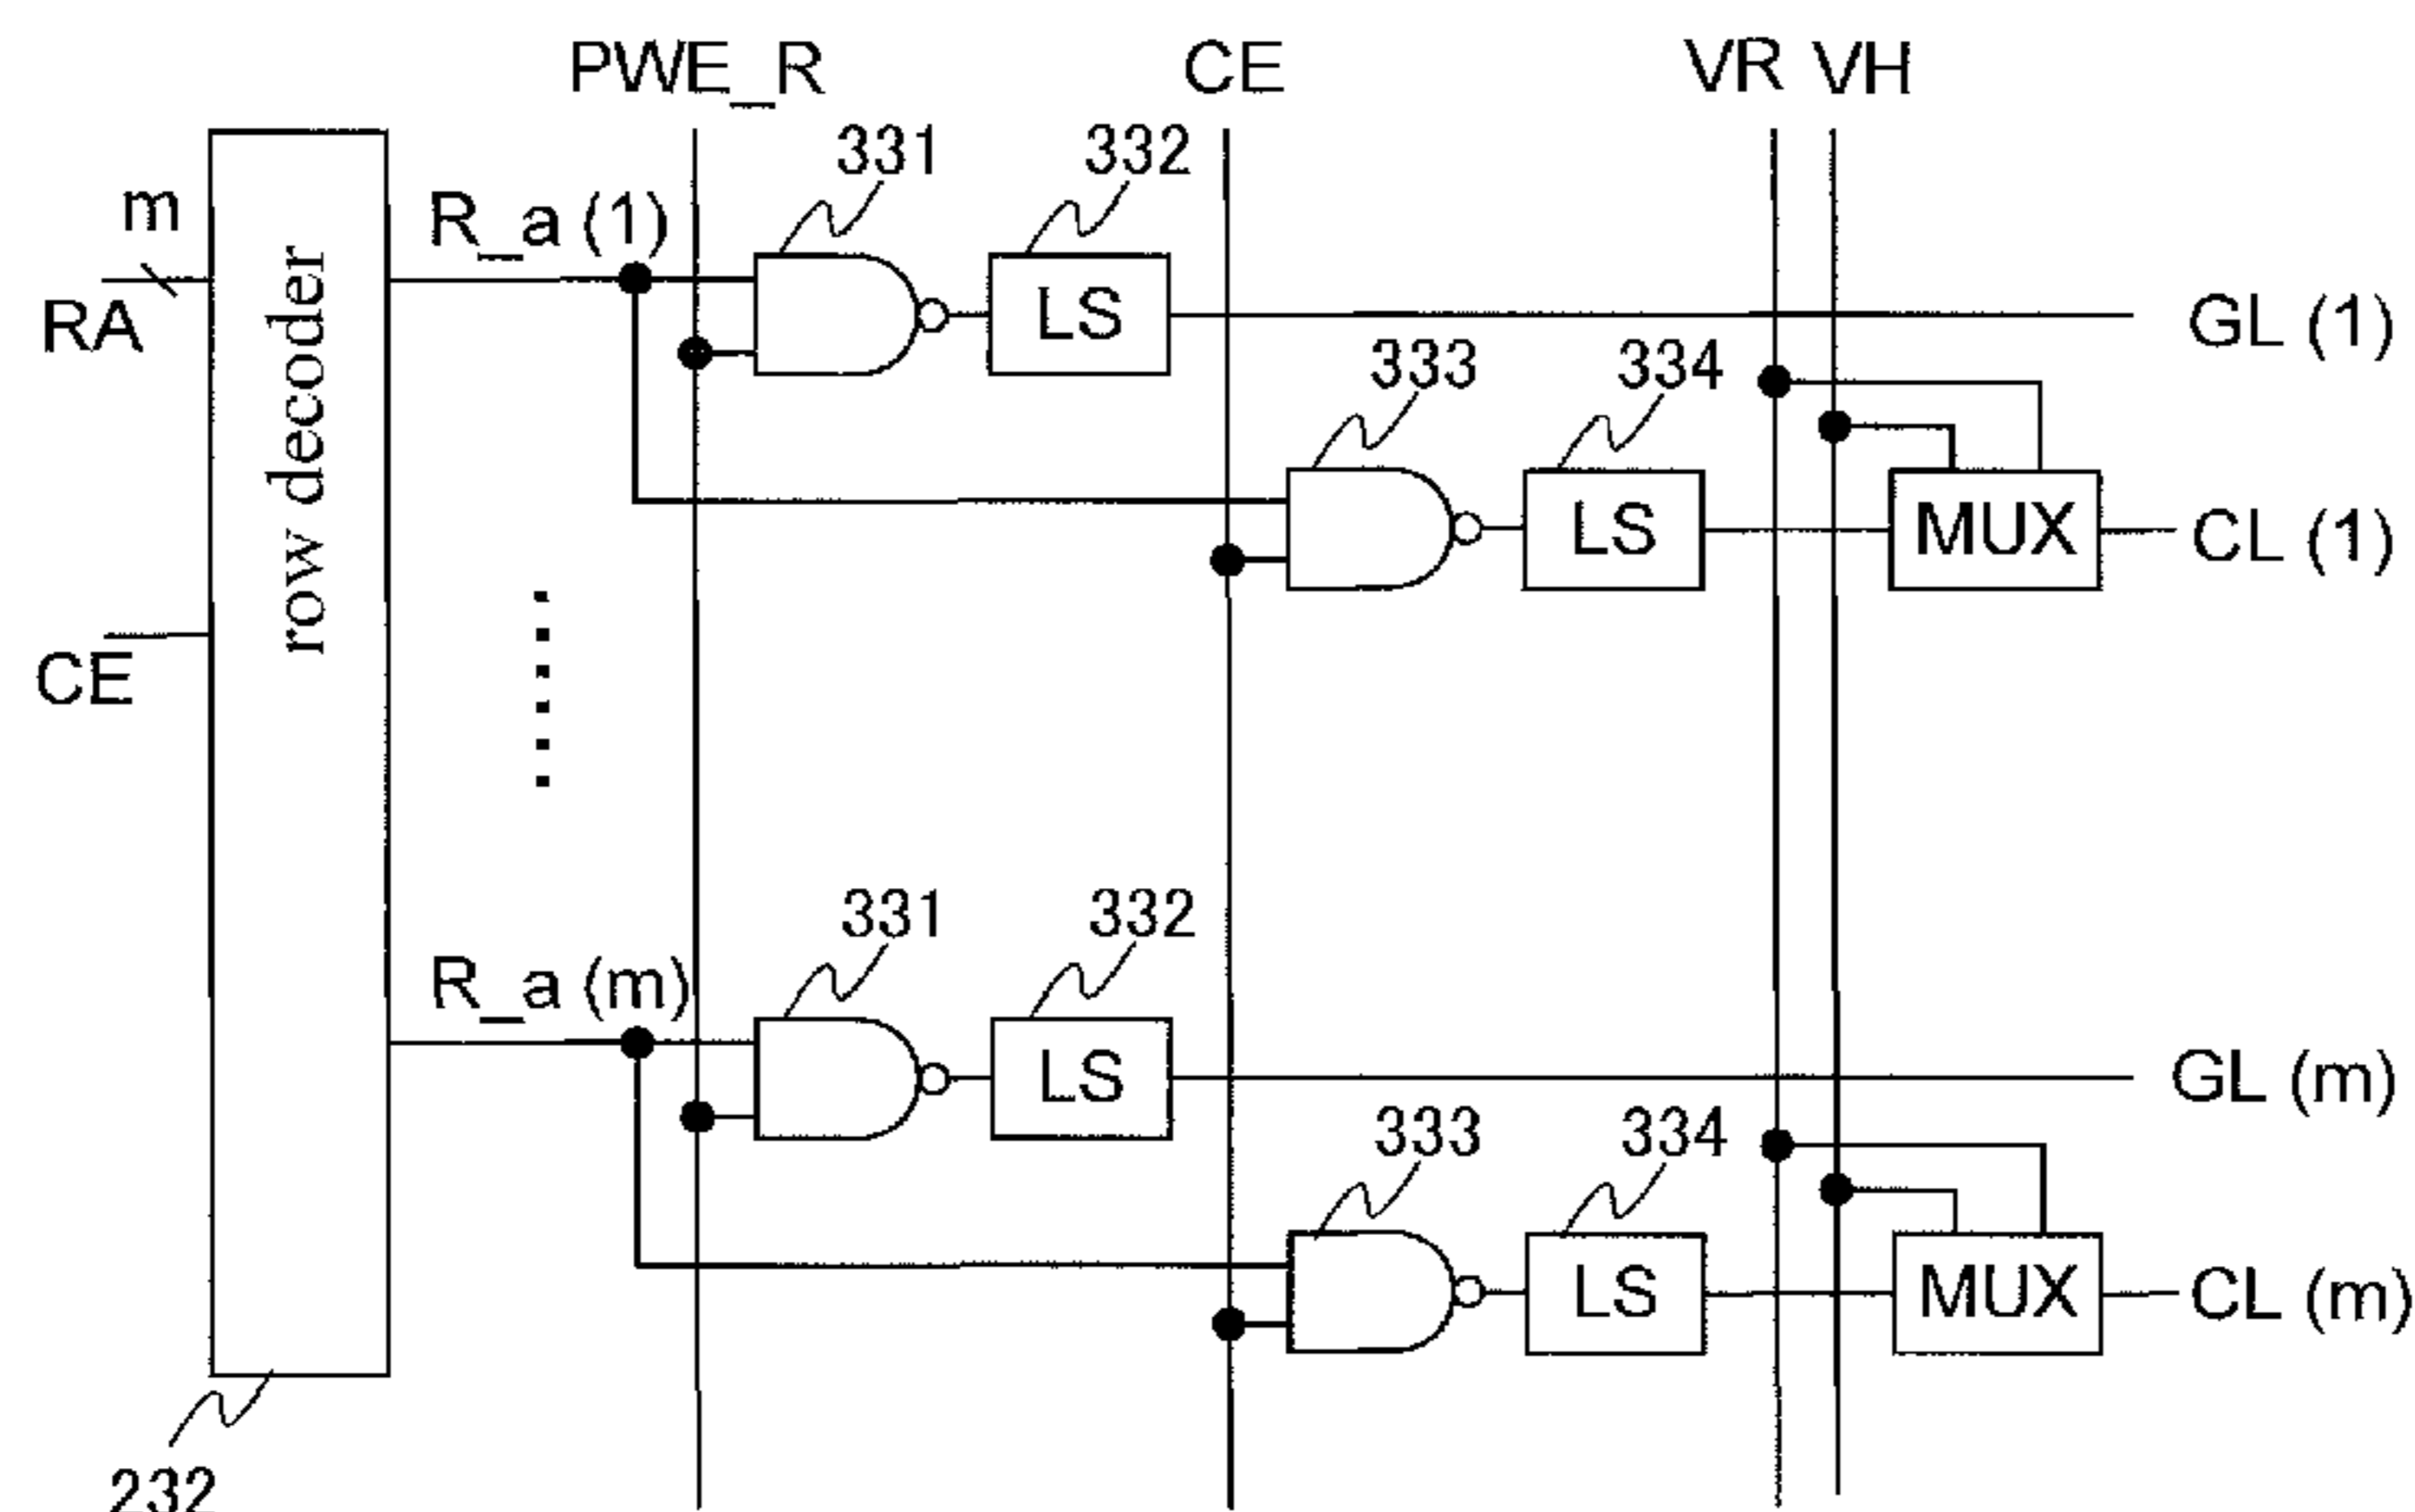 PWE_R CE VR VH
331 332
m R_a (1)
row decoder
LS GL (1)
RA
333 334
LS MUX CL (1)
CE
331 332
R_a (m)
LS GL (m)
333 334
LS MUX CL (m)
232